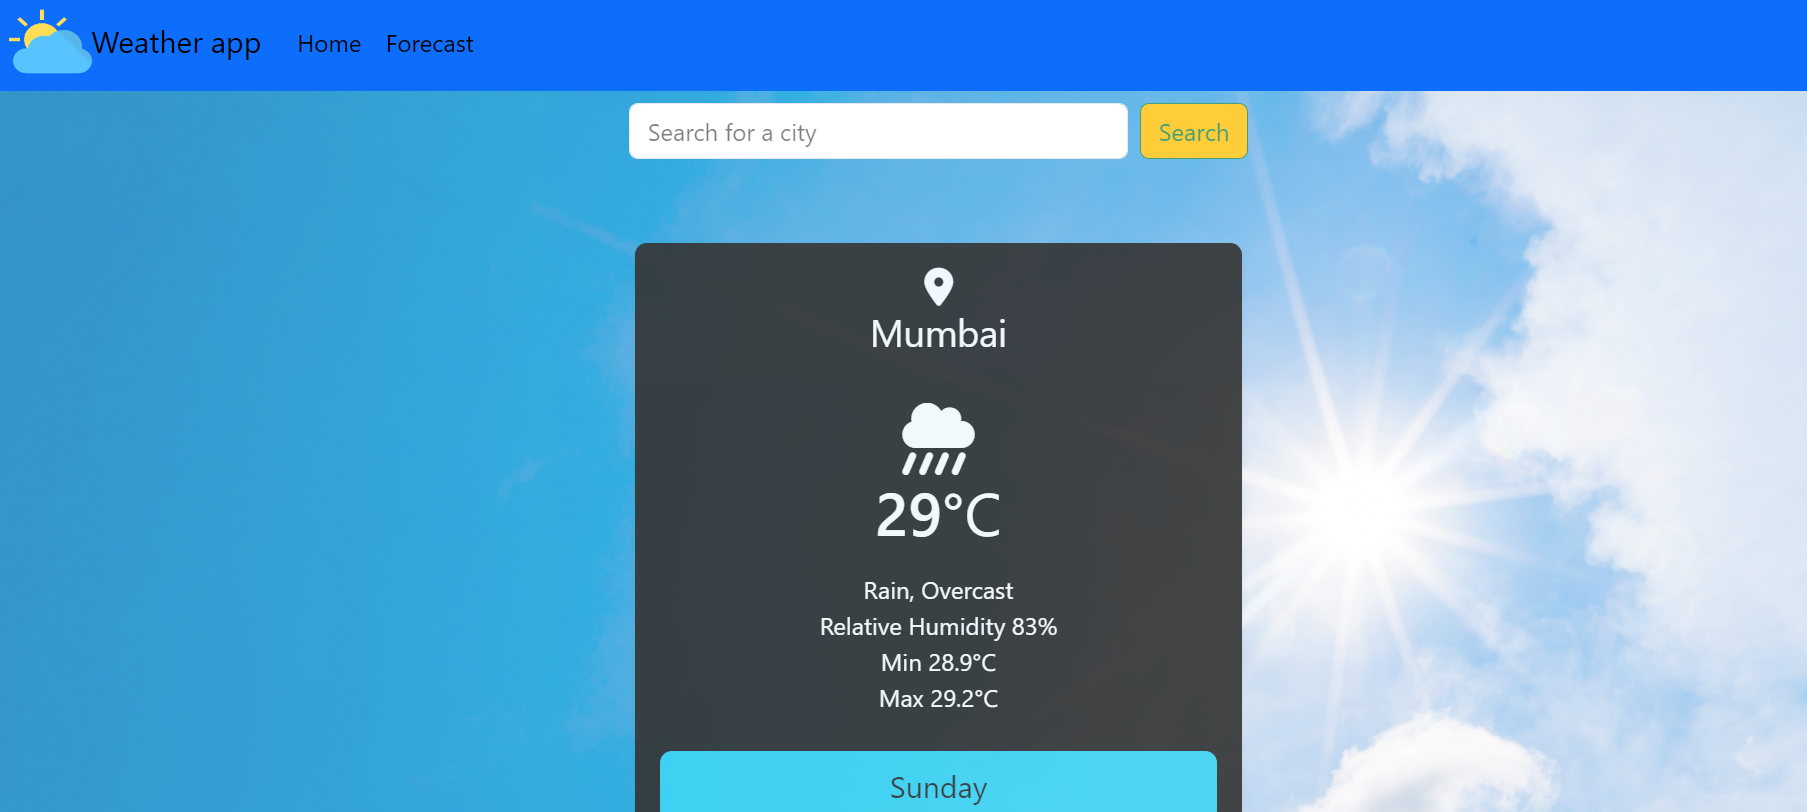 Weather app Home Forecast
Search for a city Search
Mumbai
29°C
Rain, Overcast
Relative Humidity 83%
Min 28.9°C
Max 29.2°C
Sunday